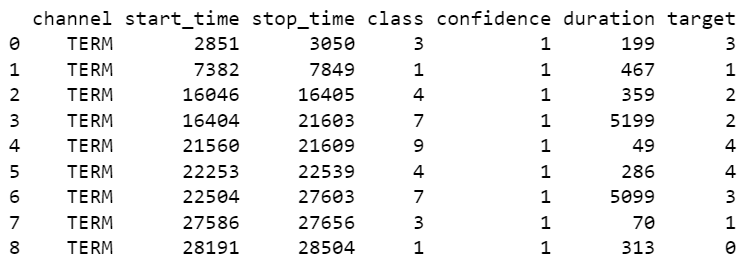 channel start_time stop_time class confidence duration target
0 TERM 2851 3050 3 1 199 3
1 TERM 7382 7849 1 1 467 1
2 TERM 16046 16405 4 1 359 2
3 TERM 16404 21603 7 1 5199 2
4 TERM 21560 21609 9 1 49 4
5 TERM 22253 22539 4 1 286 4
6 TERM 22504 27603 7 1 5099 3
7 TERM 27586 27656 3 1 70 1
8 TERM 28191 28504 1 1 313 0